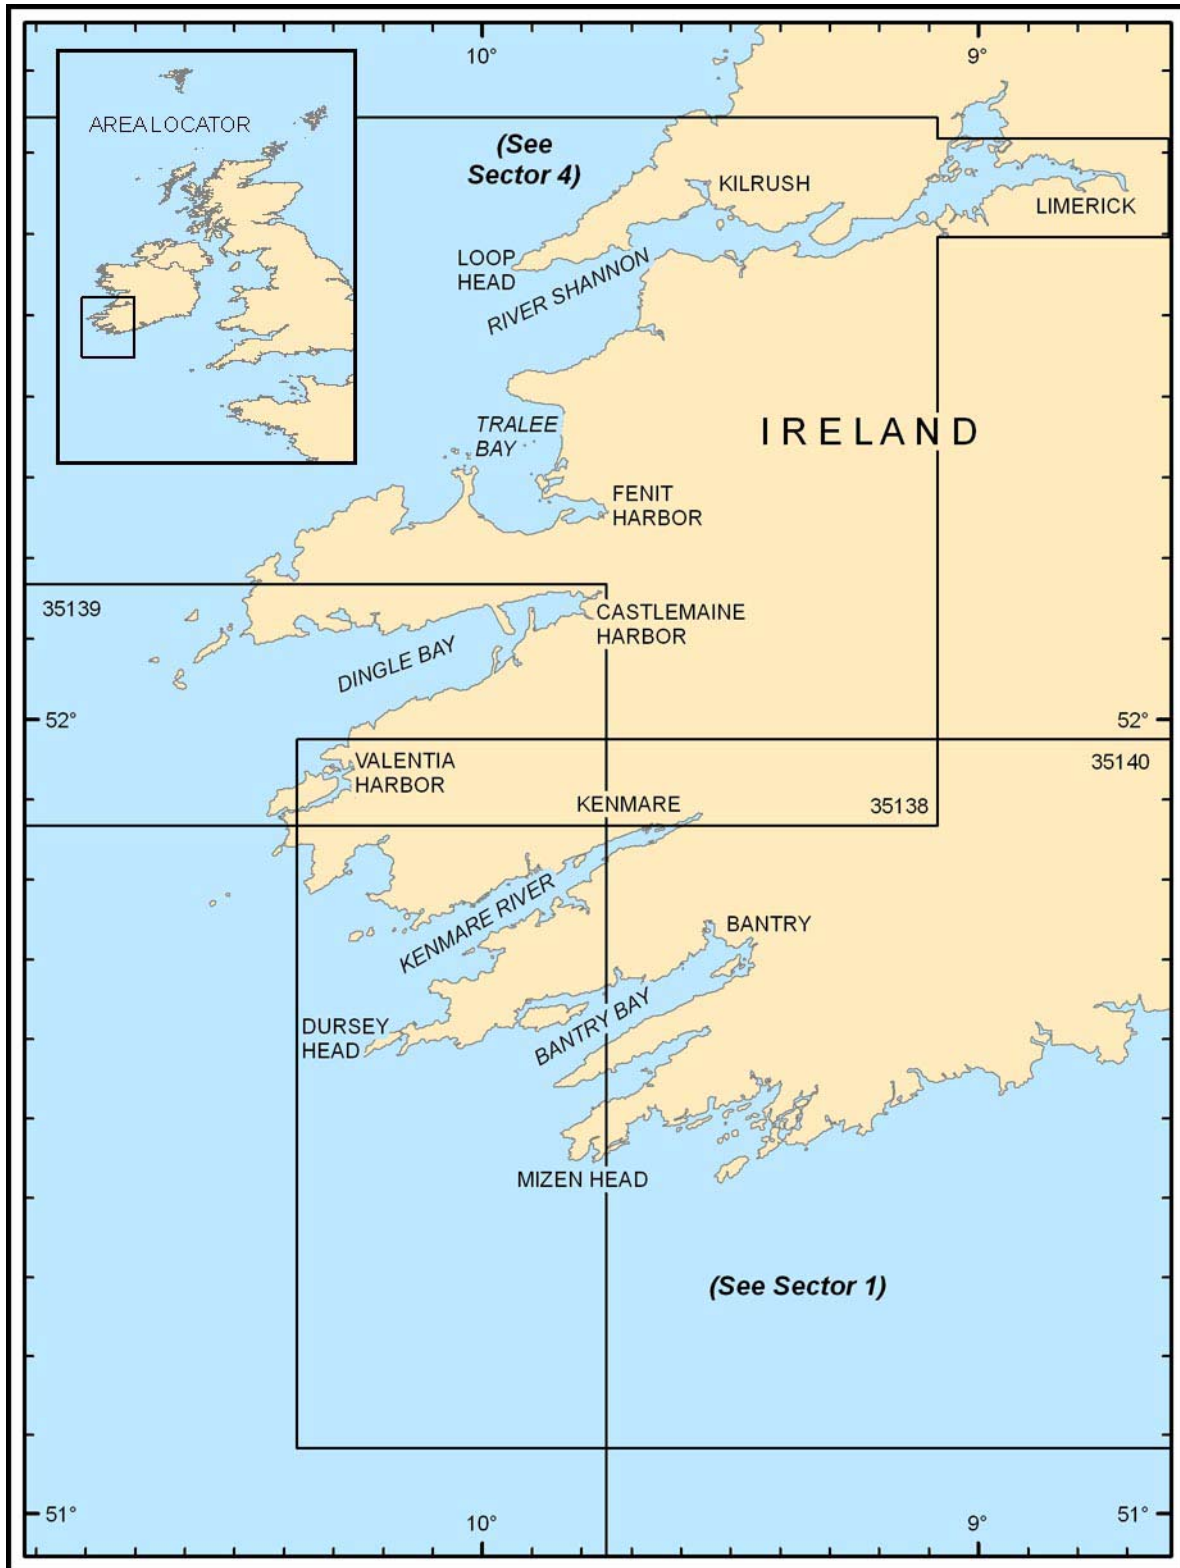 10°
9°
AREA LOCATOR
(See
Sector 4)
KILRUSH
LIMERICK
LOOP
HEAD
RIVER SHANNON
TRALEE
BAY
IRELAND
FENIT
HARBOR
35139
CASTLEMAINE
HARBOR
DINGLE BAY
52°
52°
VALENTIA
HARBOR
35140
KENMARE
35138
KENMARE RIVER
BANTRY
DURSEY
HEAD
BANTRY BAY
MIZEN HEAD
(See Sector 1)
51°
51°
10°
9°